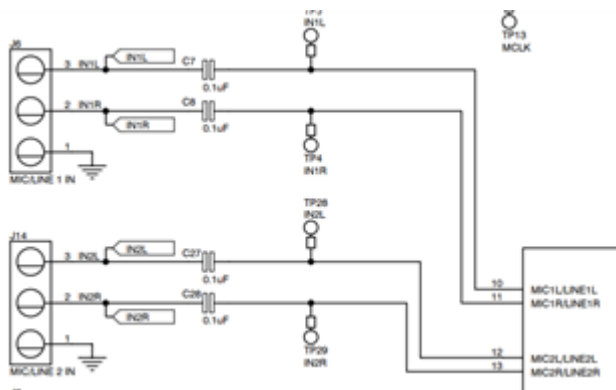 TP3
IN1L
TP13
MCLK
J6
3 IN1L
IN1L
C7
0.1uF
2 IN1R
IN1R
C8
0.1uF
1
TP4
IN1R
MIC/LINE 1 IN
TP28
IN2L
J14
3 IN2L
IN2L
C27
0.1uF
2 IN2R
IN2R
C28
0.1uF
1
TP29
IN2R
MIC/LINE 2 IN
10 MIC1L/LINE1L
11 MIC1R/LINE1R
12 MIC2L/LINE2L
13 MIC2R/LINE2R